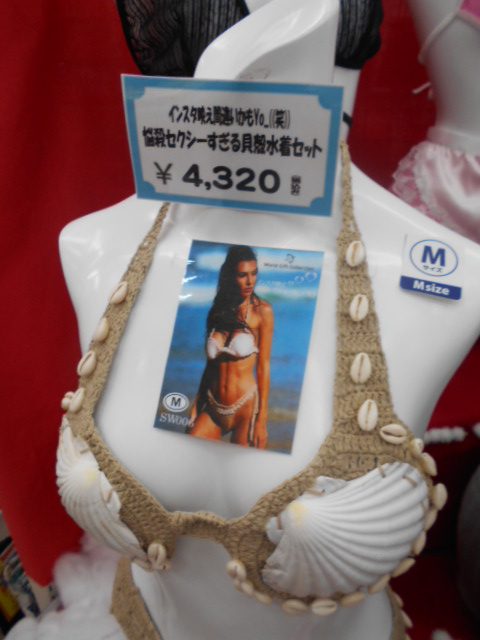 インスタ映え間違いかもYo_((笑))
悩殺セクシーすぎる貝殻水着セット
¥ 4,320
M
サイズ
M size
M
SW006